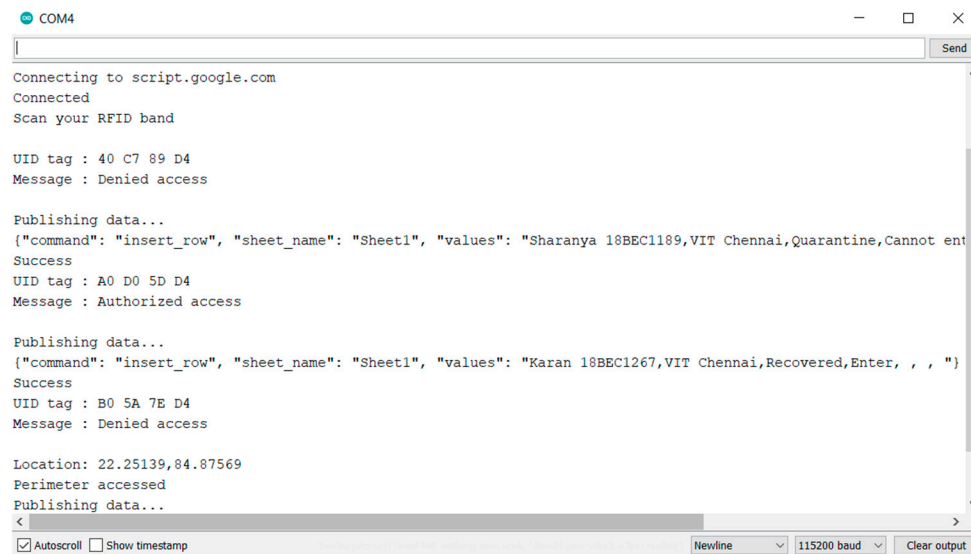 COM4
Send
Connecting to script.google.com
Connected
Scan your RFID band
UID tag : 40 C7 89 D4
Message : Denied access
Publishing data...
{"command": "insert_row", "sheet_name": "Sheet1", "values": "Sharanya 18BEC1189,VIT Chennai,Quarantine,Cannot ent
Success
UID tag : A0 D0 5D D4
Message : Authorized access
Publishing data...
{"command": "insert_row", "sheet_name": "Sheet1", "values": "Karan 18BEC1267,VIT Chennai,Recovered,Enter, , , "}
Success
UID tag : B0 5A 7E D4
Message : Denied access
Location: 22.25139,84.87569
Perimeter accessed
Publishing data...
Autoscroll Show timestamp Newline 115200 baud Clear output